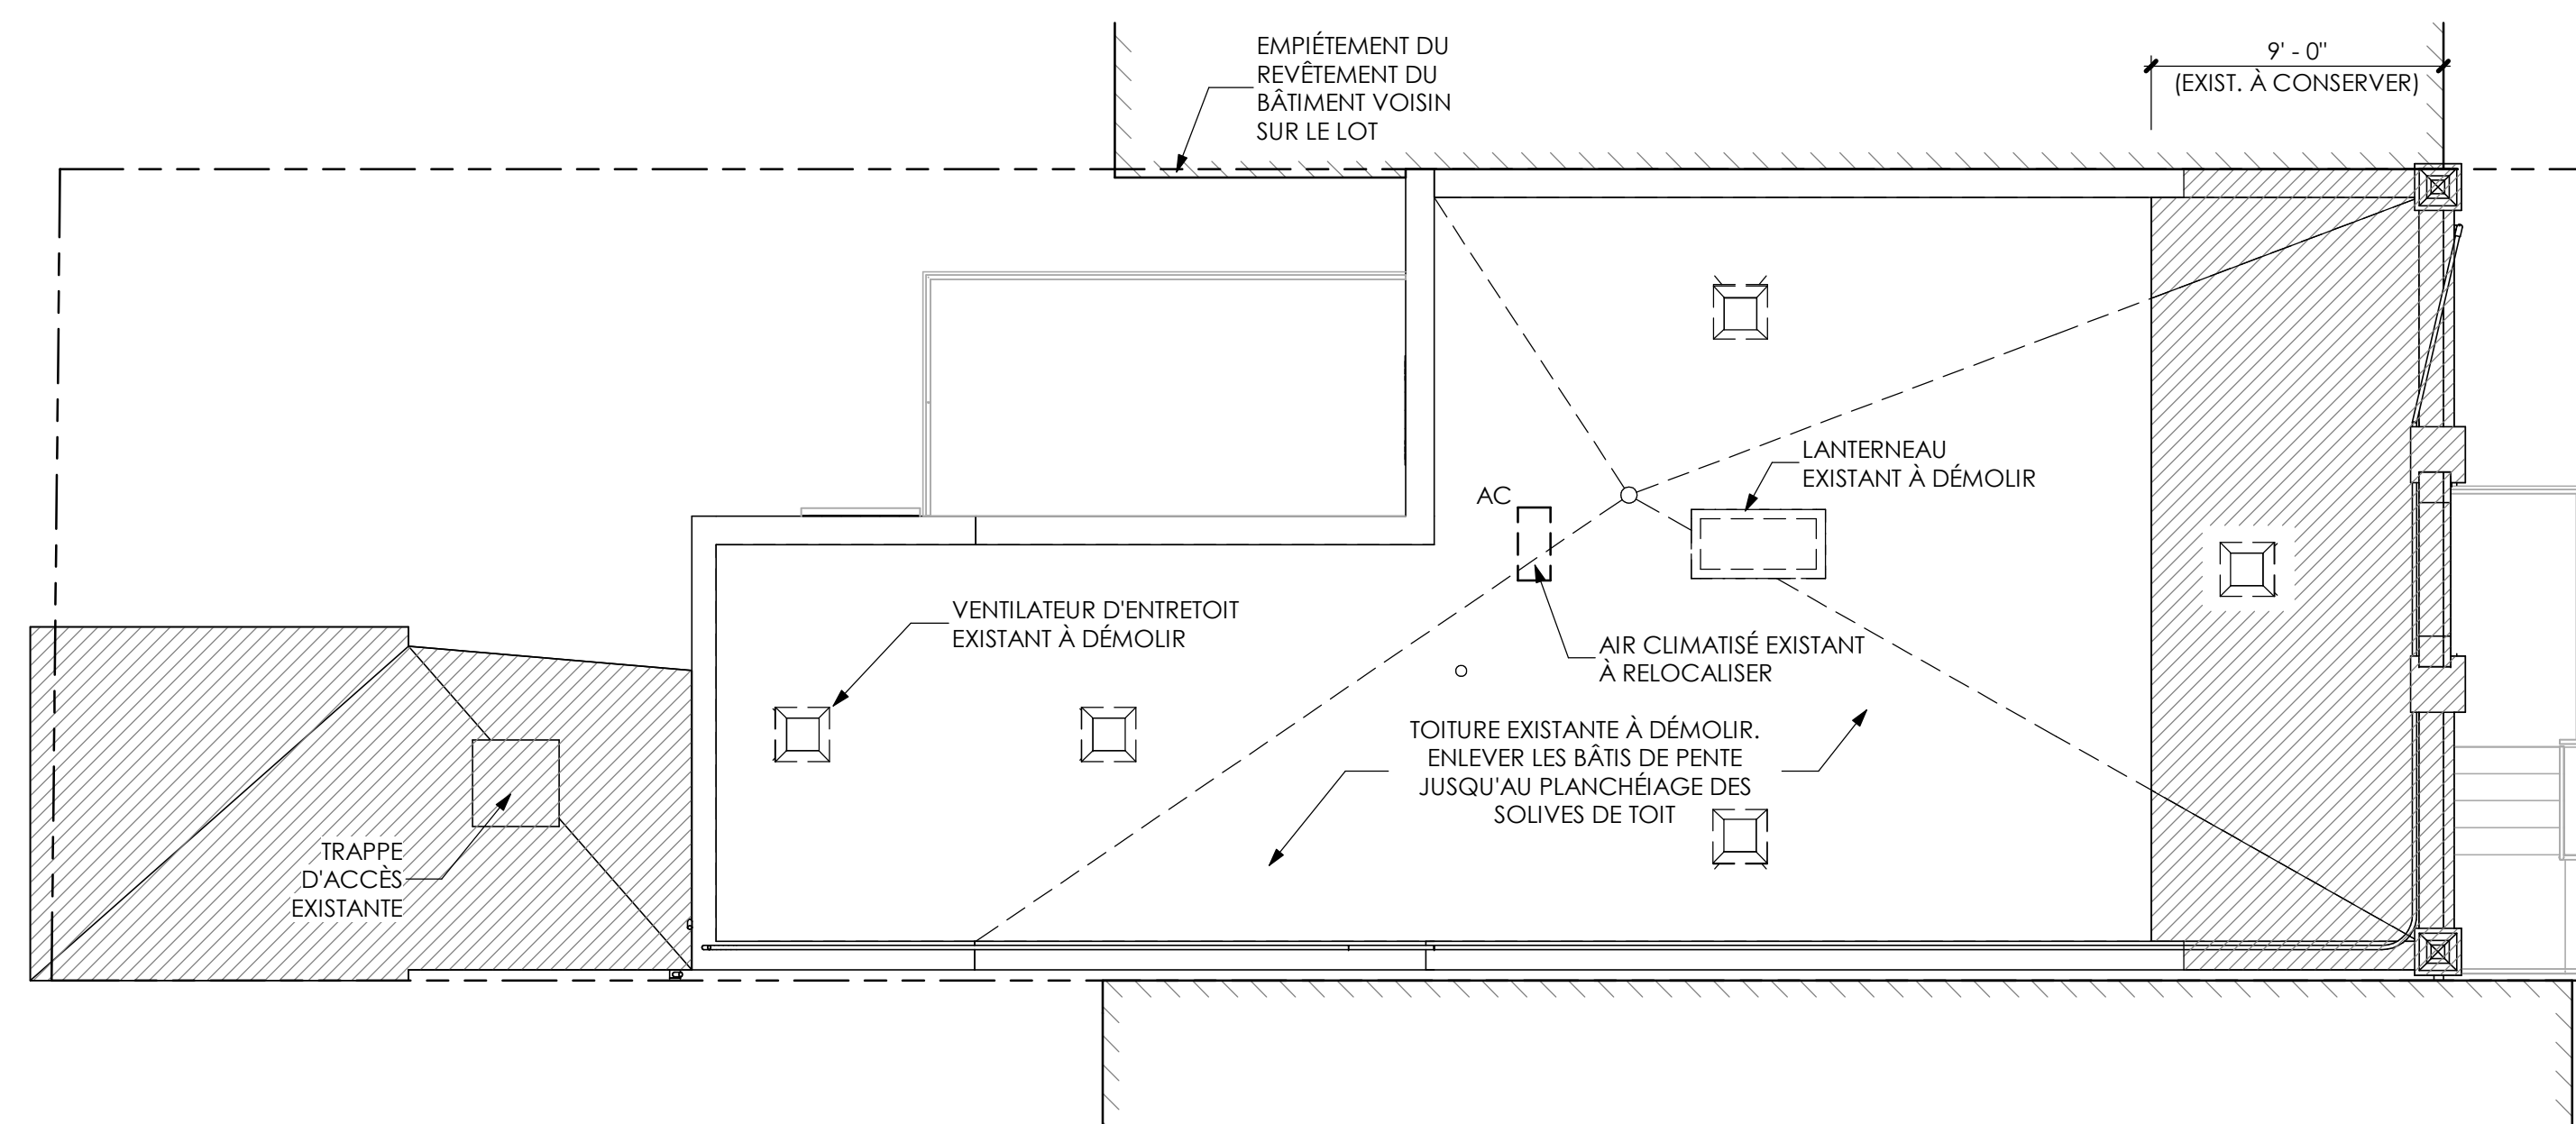 EMPIÉTEMENT DU
REVÊTEMENT DU
BÂTIMENT VOISIN
SUR LE LOT
9' - 0"
(EXIST. À CONSERVER)
LANTERNEAU
EXISTANT À DÉMOLIR
AC
VENTILATEUR D'ENTRETOIT
EXISTANT À DÉMOLIR
AIR CLIMATISÉ EXISTANT
À RELOCALISER
TOITURE EXISTANTE À DÉMOLIR.
ENLEVER LES BÂTIS DE PENTE
JUSQU'AU PLANCHÉIAGE DES
SOLIVES DE TOIT
TRAPPE
D'ACCÈS
EXISTANTE